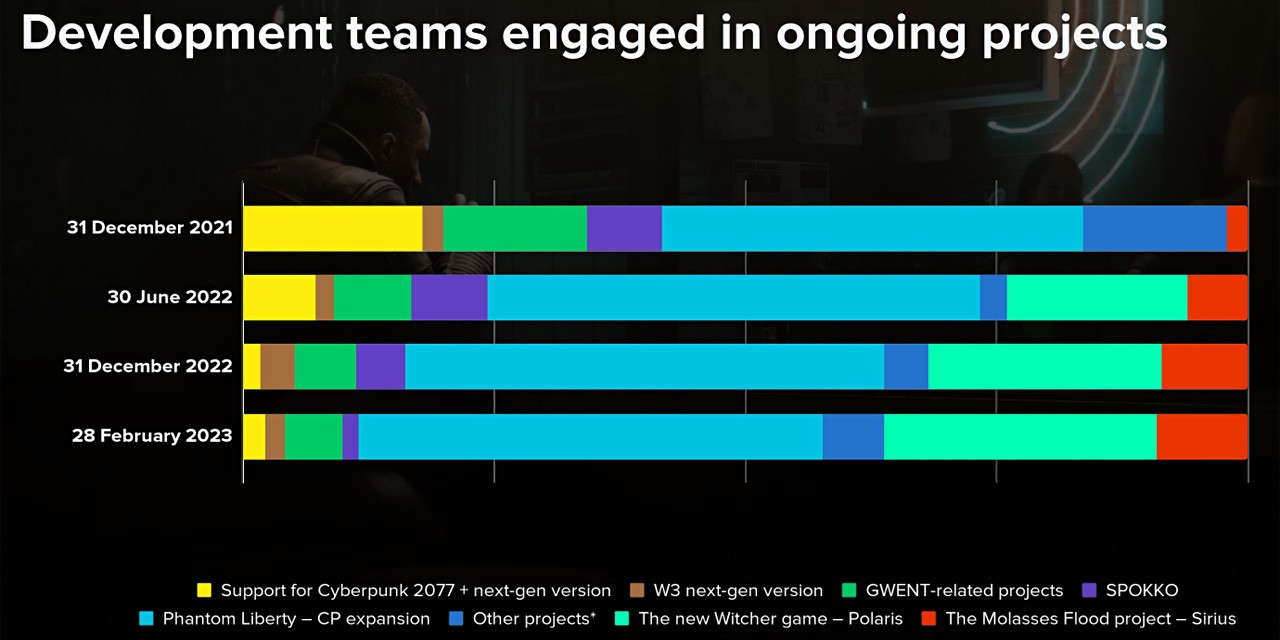 Development teams engaged in ongoing projects
31 December 2021
30 June 2022
31 December 2022
28 February 2023
Support for Cyberpunk 2077 + next-gen version W3 next-gen version GWENT-related projects SPOKKO
Phantom Liberty – CP expansion Other projects* The new Witcher game – Polaris The Molasses Flood project – Sirius